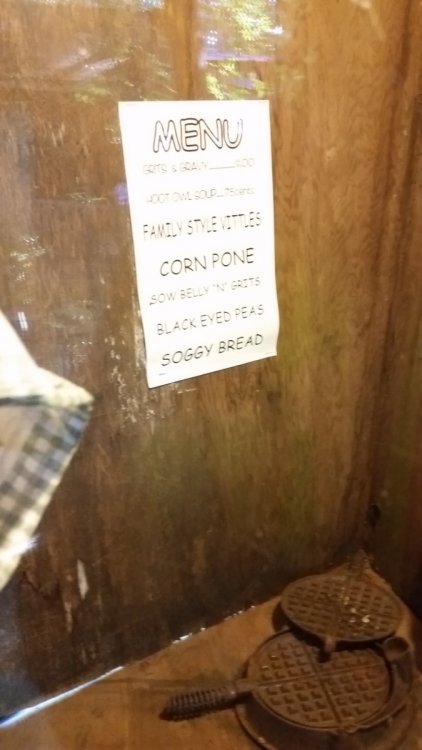 MENU
GRITS & GRAVY
HOOT OWL SOUP....75cents
FAMILY STYLE VITTLES
CORN PONE
SOW BELLY "N" GRITS
BLACK EYED PEAS
SOGGY BREAD